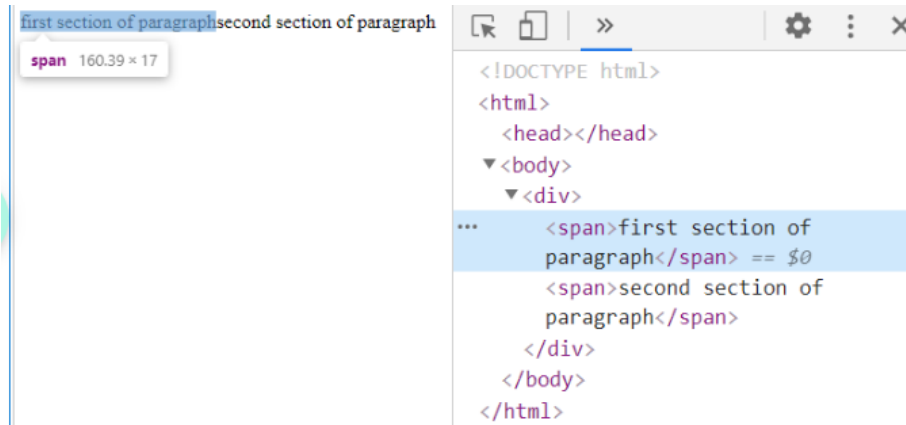 first section of paragraphsecond section of paragraph
span 160.39 × 17
<!DOCTYPE html>
<html>
<head></head>
▼<body>
▼<div>
<span>first section of
paragraph</span> == $0
<span>second section of
paragraph</span>
</div>
</body>
</html>